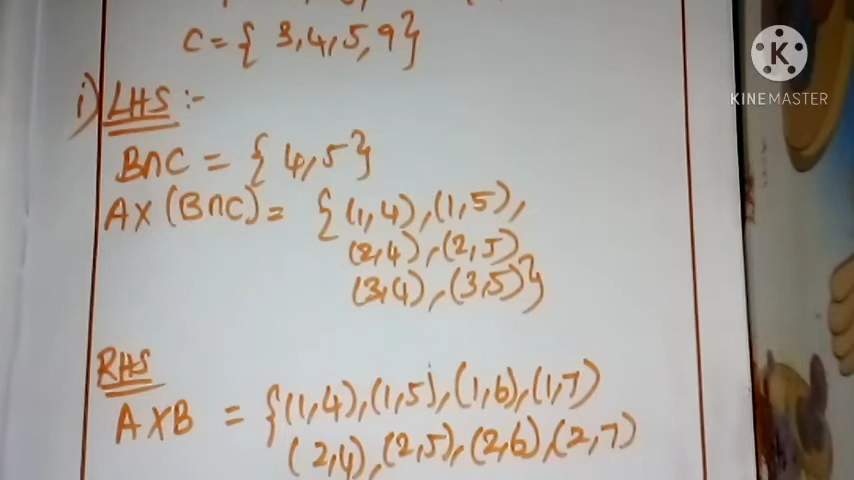 C = { 3, 4, 5, 9 }
i) LHS :-
B∩C = { 4, 5 }
A X (B∩C) = { (1, 4), (1, 5),
(2, 4), (2, 5)
(3, 4), (3, 5) }
RHS
A X B = { (1, 4), (1, 5), (1, 6), (1, 7)
(2, 4), (2, 5), (2, 6), (2, 7)
K
KINEMASTER